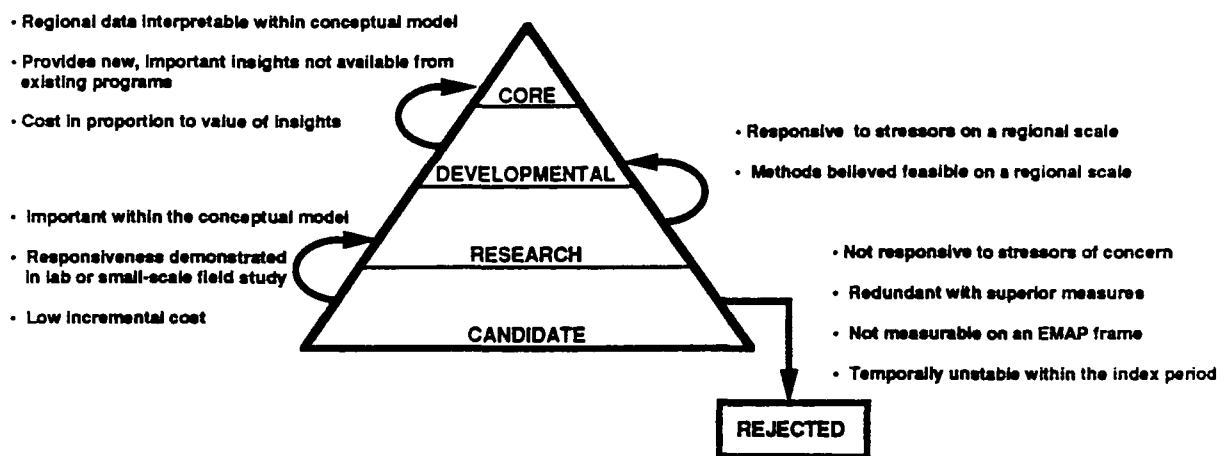 • Regional data interpretable within conceptual model
• Provides new, important insights not available from
existing programs
• Cost in proportion to value of insights
CORE
• Responsive to stressors on a regional scale
• Methods believed feasible on a regional scale
DEVELOPMENTAL
• Important within the conceptual model
• Responsiveness demonstrated
in lab or small-scale field study
• Low incremental cost
RESEARCH
• Not responsive to stressors of concern
• Redundant with superior measures
• Not measurable on an EMAP frame
• Temporally unstable within the index period
CANDIDATE
REJECTED